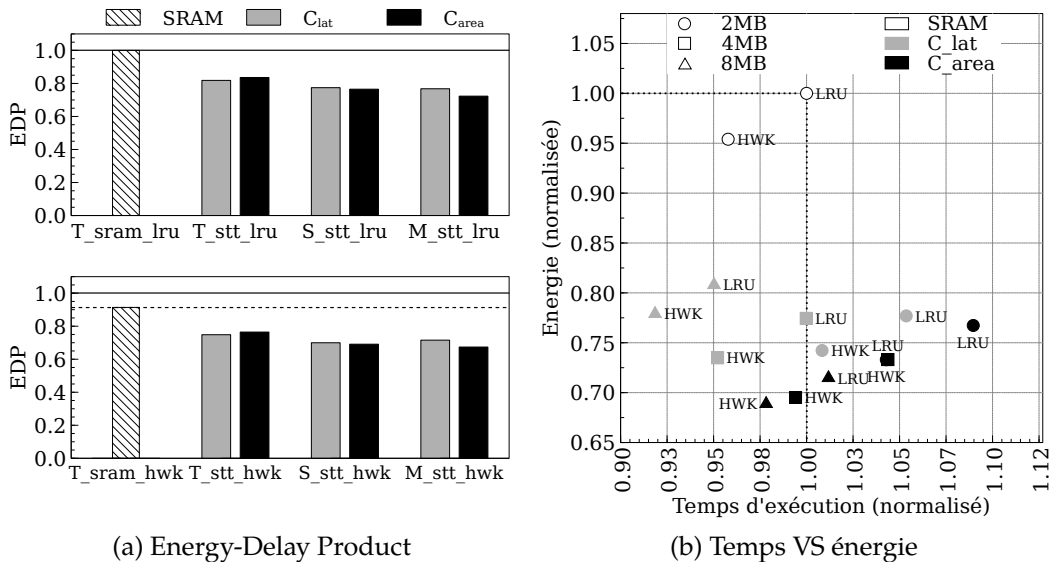 SRAM C_lat C_area
EDP
1.0
0.8
0.6
0.4
0.2
0.0
T_sram_lru T_stt_lru S_stt_lru M_stt_lru
EDP
1.0
0.8
0.6
0.4
0.2
0.0
T_sram_hwk T_stt_hwk S_stt_hwk M_stt_hwk
(a) Energy-Delay Product
2MB SRAM
4MB C_lat
8MB C_area
Energie (normalisée)
1.05
1.00
0.95
0.90
0.85
0.80
0.75
0.70
0.65
LRU
HWK
LRU
HWK
LRU
LRU
HWK
HWK
LRU
LRU
HWK
LRU
HWK
HWK
0.90 0.93 0.95 0.98 1.00 1.03 1.05 1.07 1.10 1.12
Temps d'exécution (normalisé)
(b) Temps VS énergie